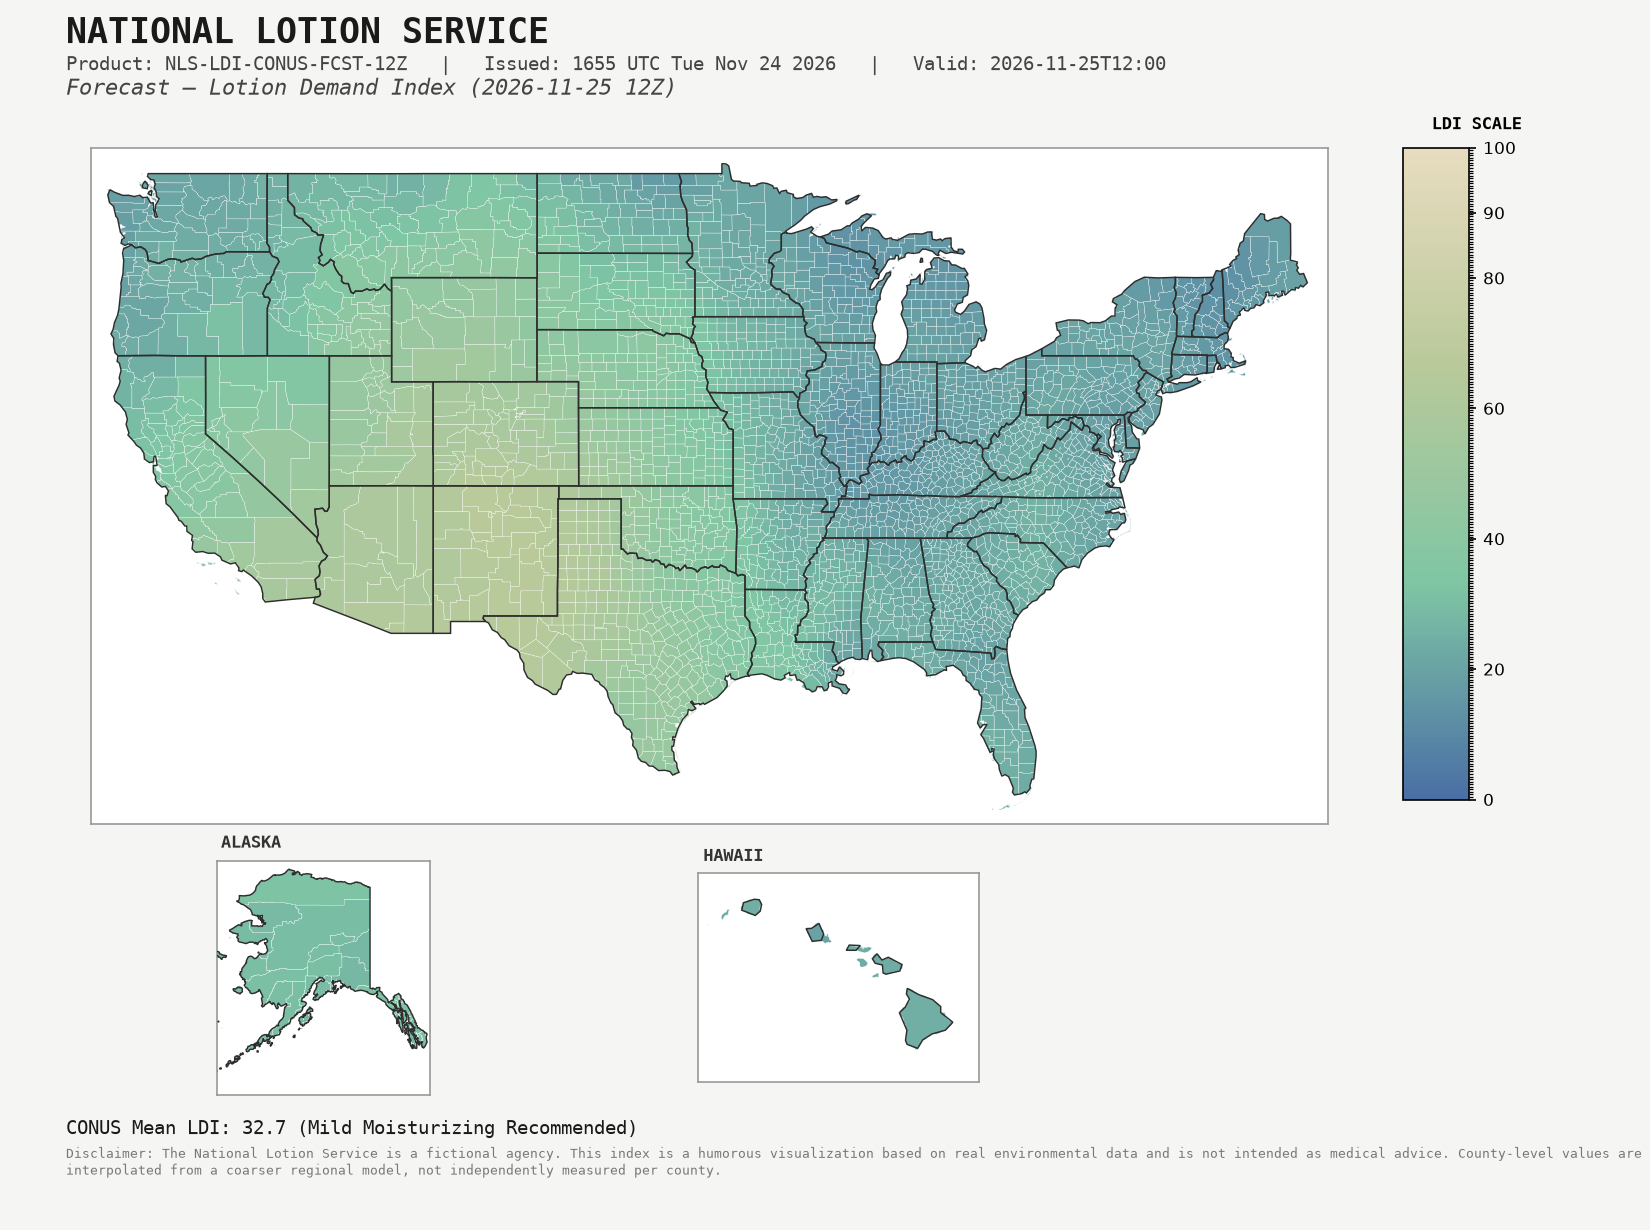 NATIONAL LOTION SERVICE
Product: NLS-LDI-CONUS-FCST-12Z | Issued: 1655 UTC Tue Nov 24 2026 | Valid: 2026-11-25T12:00
Forecast — Lotion Demand Index (2026-11-25 12Z)
LDI SCALE
100
90
80
60
40
20
0
ALASKA
HAWAII
CONUS Mean LDI: 32.7 (Mild Moisturizing Recommended)
Disclaimer: The National Lotion Service is a fictional agency. This index is a humorous visualization based on real environmental data and is not intended as medical advice. County-level values are
interpolated from a coarser regional model, not independently measured per county.